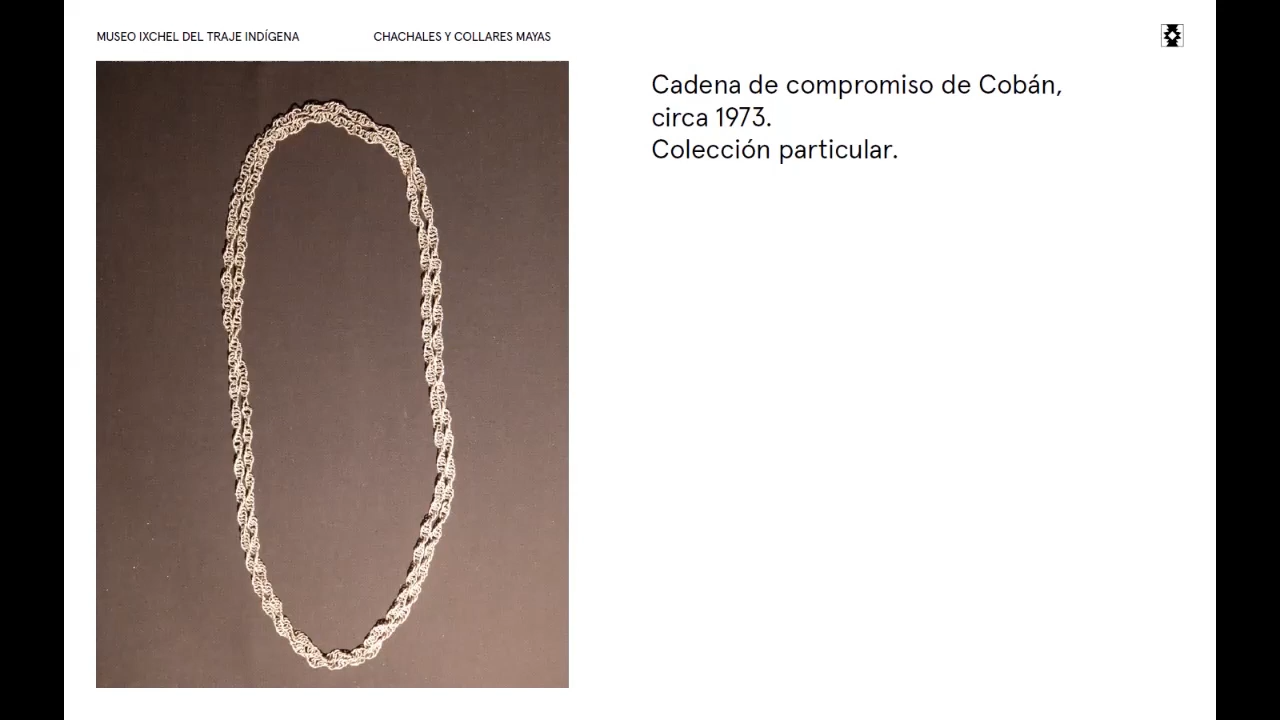 MUSEO IXCHEL DEL TRAJE INDÍGENA
CHACHALES Y COLLARES MAYAS
Cadena de compromiso de Cobán,
circa 1973.
Colección particular.